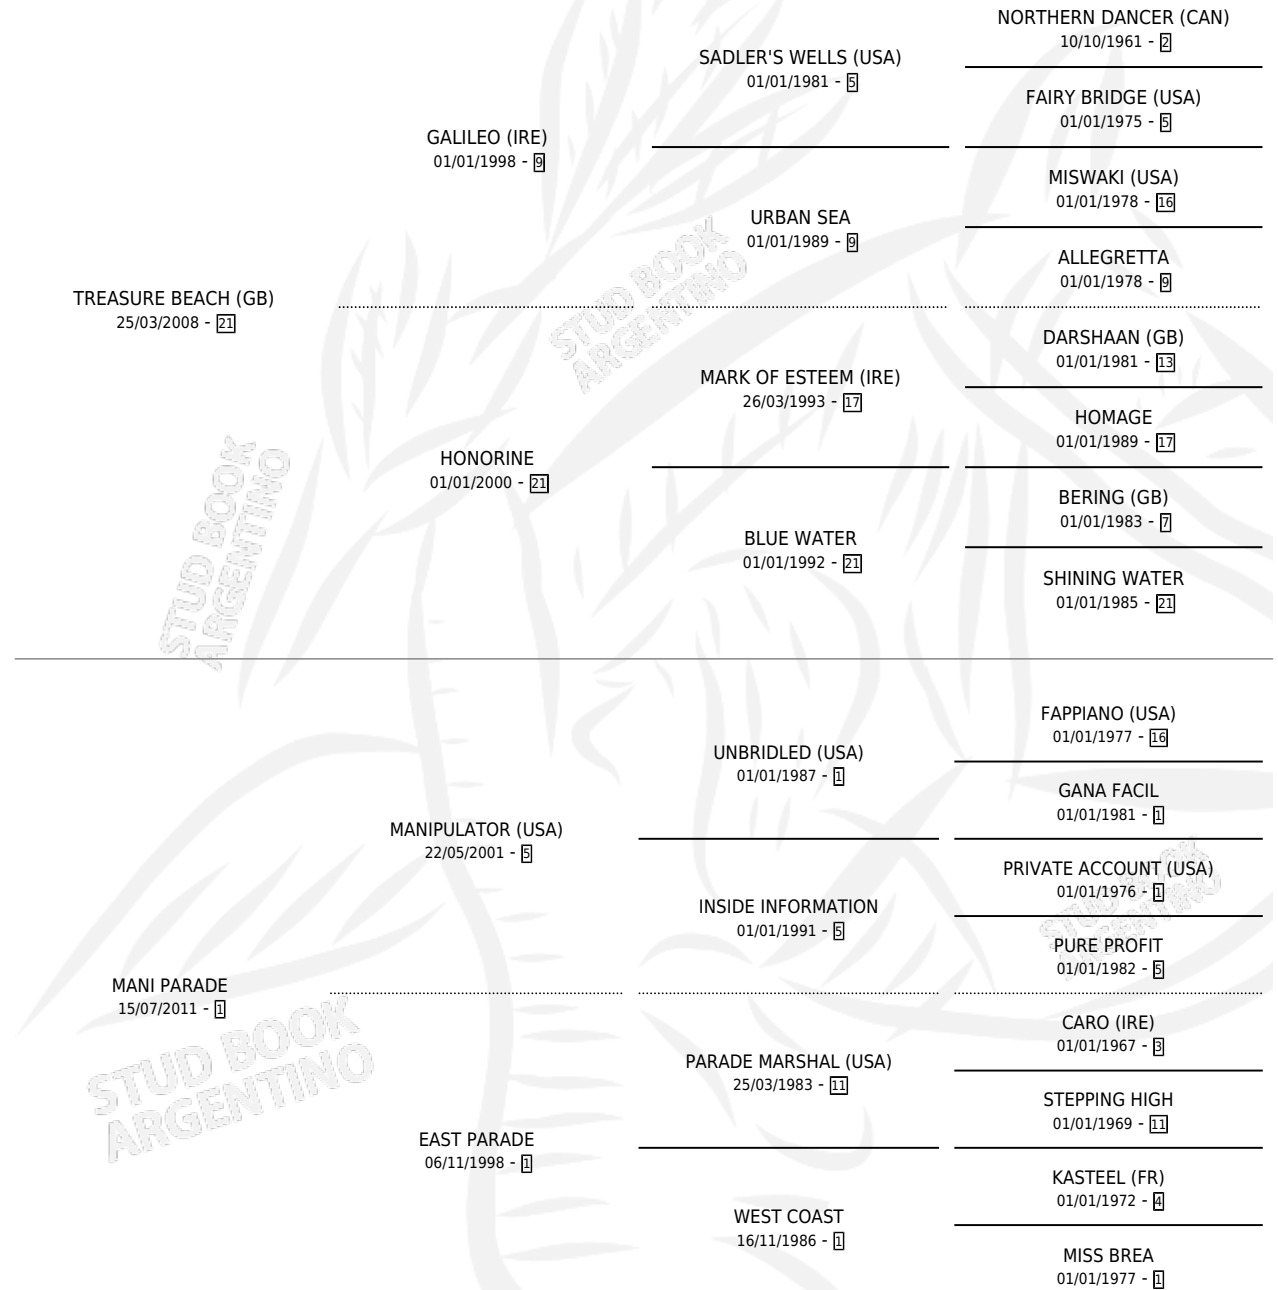 NORTHERN DANCER (CAN)
10/10/1961 - 2
SADLER'S WELLS (USA)
01/01/1981 - 5
FAIRY BRIDGE (USA)
01/01/1975 - 5
GALILEO (IRE)
01/01/1998 - 9
MISWAKI (USA)
01/01/1978 - 16
URBAN SEA
01/01/1989 - 9
ALLEGRETTA
01/01/1978 - 9
TREASURE BEACH (GB)
25/03/2008 - 21
STUD BOOK
ARGENTINO
DARSHAAN (GB)
01/01/1981 - 13
MARK OF ESTEEM (IRE)
26/03/1993 - 17
HOMAGE
01/01/1989 - 17
HONORINE
01/01/2000 - 21
BERING (GB)
01/01/1983 - 7
BLUE WATER
01/01/1992 - 21
SHINING WATER
01/01/1985 - 21
STUD BOOK
ARGENTINO
FAPPIANO (USA)
01/01/1977 - 16
UNBRIDLED (USA)
01/01/1987 - 1
GANA FACIL
01/01/1981 - 1
MANIPULATOR (USA)
22/05/2001 - 5
PRIVATE ACCOUNT (USA)
01/01/1976 - 1
INSIDE INFORMATION
01/01/1991 - 5
PURE PROFIT
01/01/1982 - 5
STUD BOOK
ARGENTINO
MANI PARADE
15/07/2011 - 1
CARO (IRE)
01/01/1967 - 3
PARADE MARSHAL (USA)
25/03/1983 - 11
STEPPING HIGH
01/01/1969 - 11
STUD BOOK
ARGENTINO
EAST PARADE
06/11/1998 - 1
KASTEEL (FR)
01/01/1972 - 4
WEST COAST
16/11/1986 - 1
MISS BREA
01/01/1977 - 1